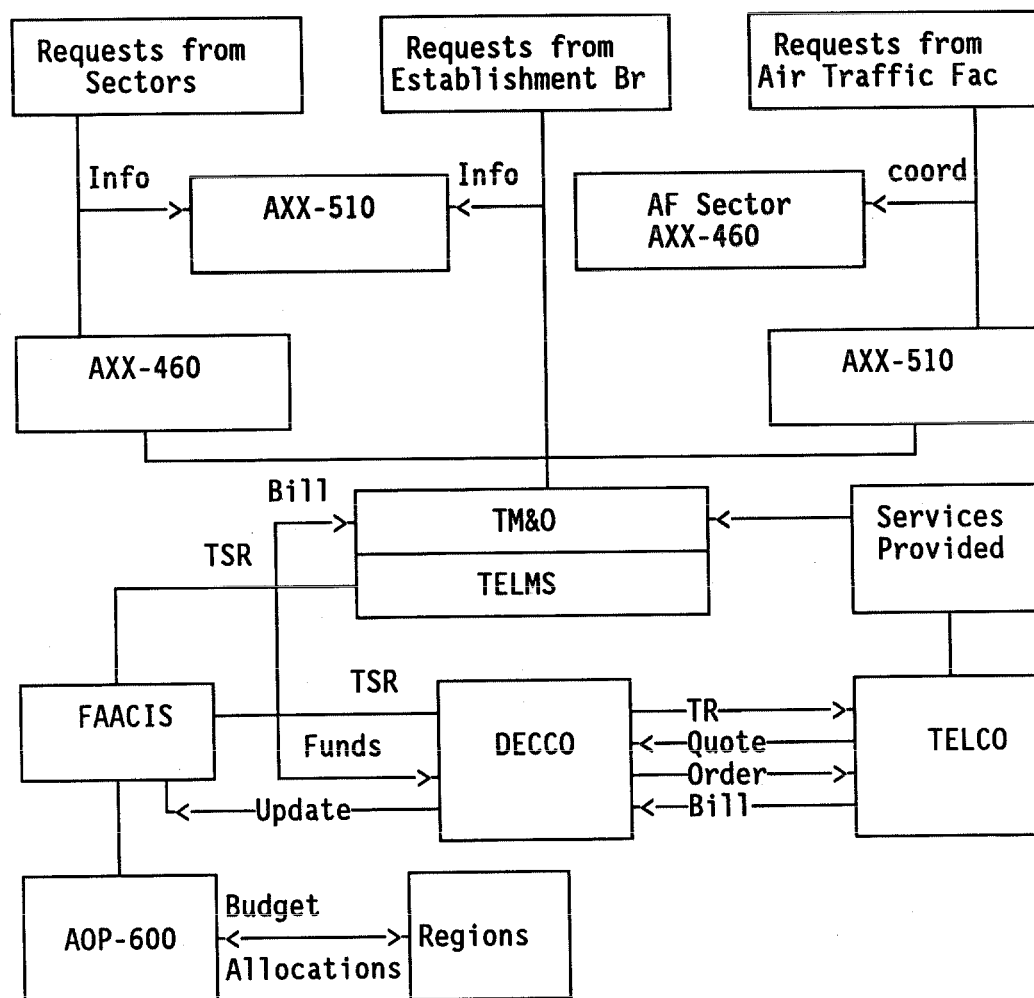 Requests from
Sectors
Requests from
Establishment Br
Requests from
Air Traffic Fac
Info
AXX-510
Info
AF Sector
AXX-460
coord
AXX-460
AXX-510
Bill
TM&O
Services
Provided
TSR
TELMS
FAACIS
TSR
DECCO
TR
Quote
Order
Bill
TELCO
Funds
Update
AOP-600
Budget
Allocations
Regions